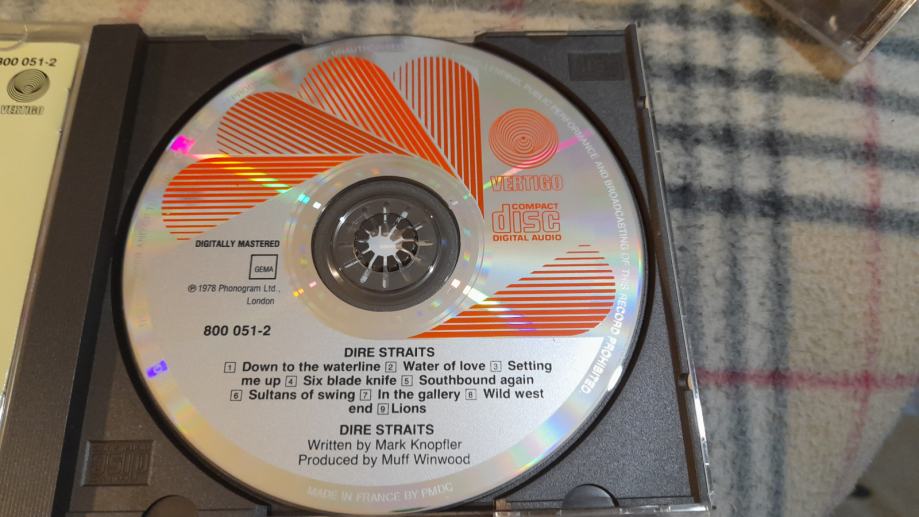 800 051-2
VERTIGO
VERTIGO
COMPACT
disc
DIGITAL AUDIO
DIGITALLY MASTERED
GEMA
℗ 1978 Phonogram Ltd.,
London
800 051-2
DIRE STRAITS
1 Down to the waterline 2 Water of love 3 Setting
me up 4 Six blade knife 5 Southbound again
6 Sultans of swing 7 In the gallery 8 Wild west
end 9 Lions
DIRE STRAITS
Written by Mark Knopfler
Produced by Muff Winwood
PUBLIC PERFORMANCE AND BROADCASTING OF THIS RECORD PROHIBITED.
MADE IN FRANCE BY PMDC